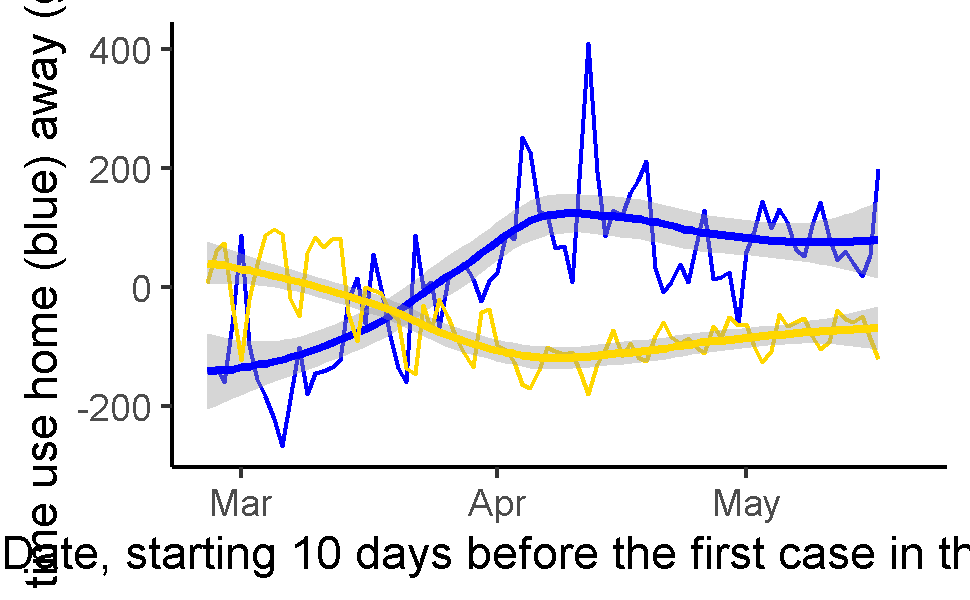 time use home (blue) away (
400
200
0
-200
Mar Apr May
Date, starting 10 days before the first case in th